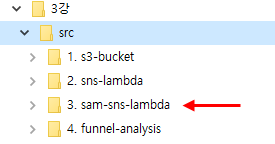 3강
src
1. s3-bucket
2. sns-lambda
3. sam-sns-lambda
4. funnel-analysis